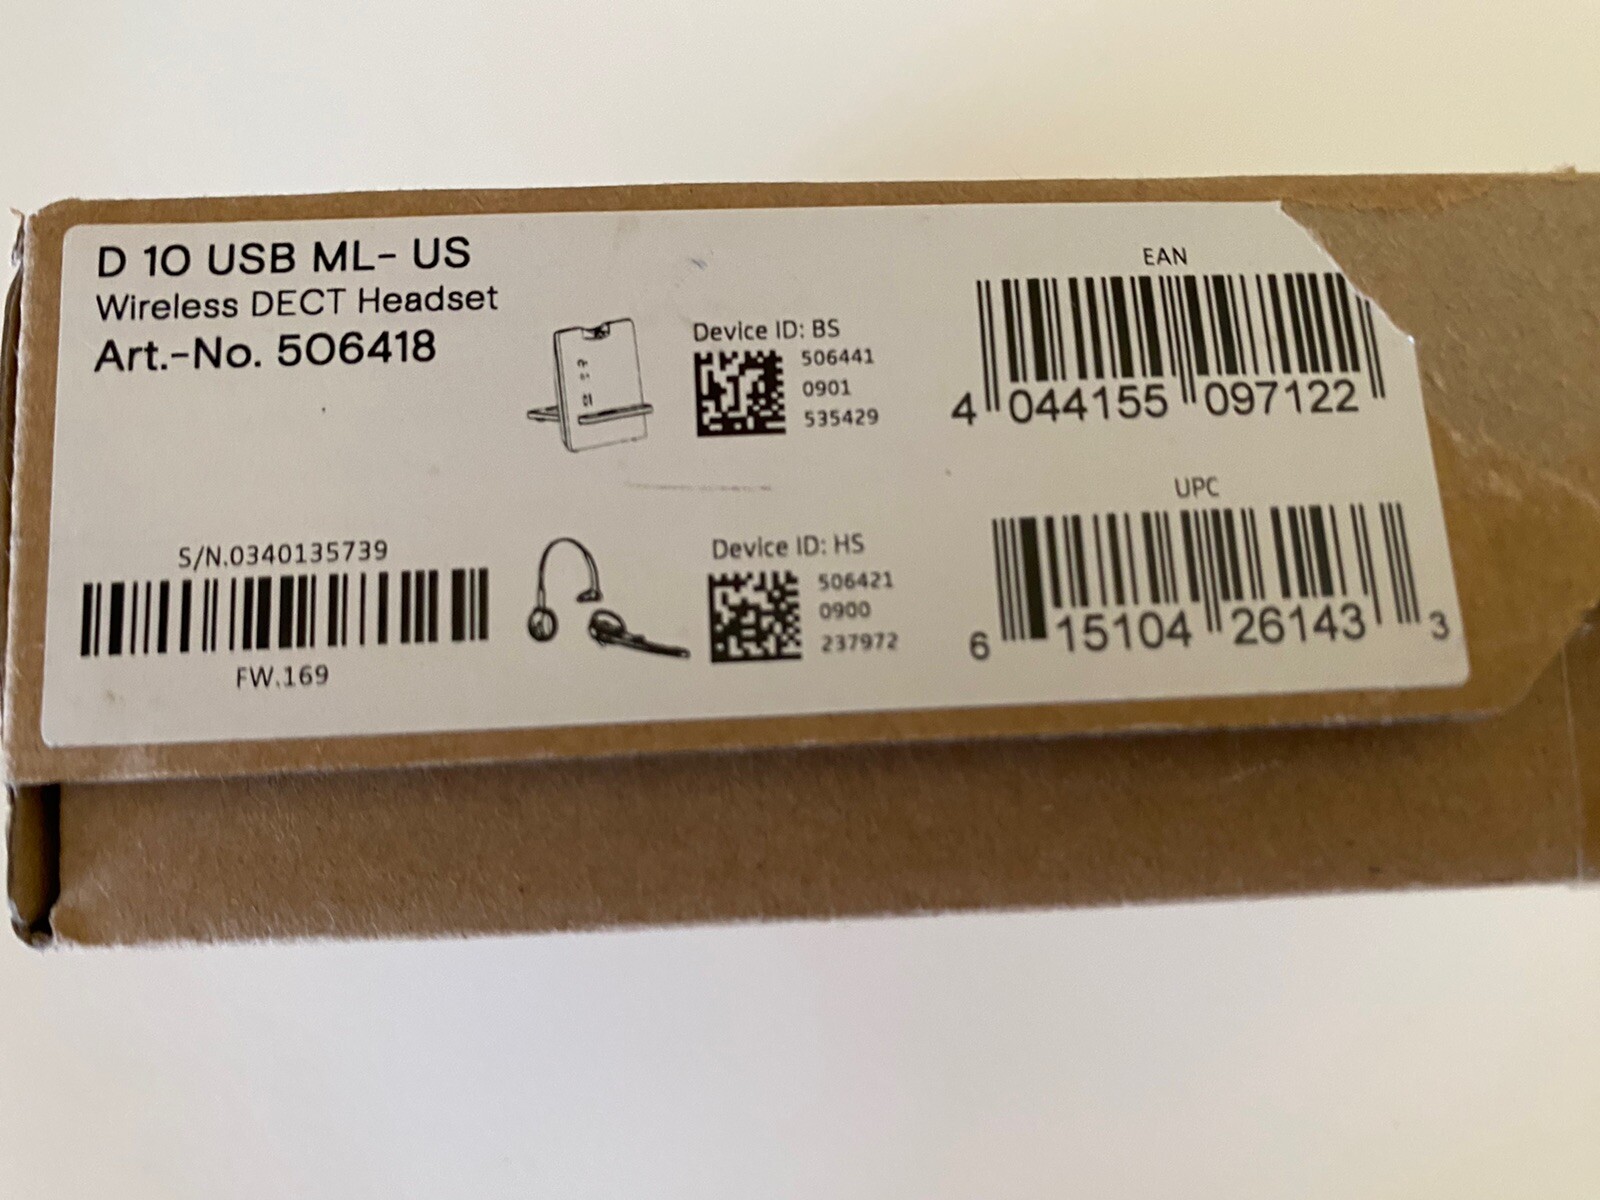 D 10 USB ML- US
Wireless DECT Headset
Art.-No. 506418
Device ID: BS
506441
0901
535429
EAN
4 044155 097122
S/N.0340135739
FW.169
Device ID: HS
506421
0900
237972
UPC
6 15104 26143 3